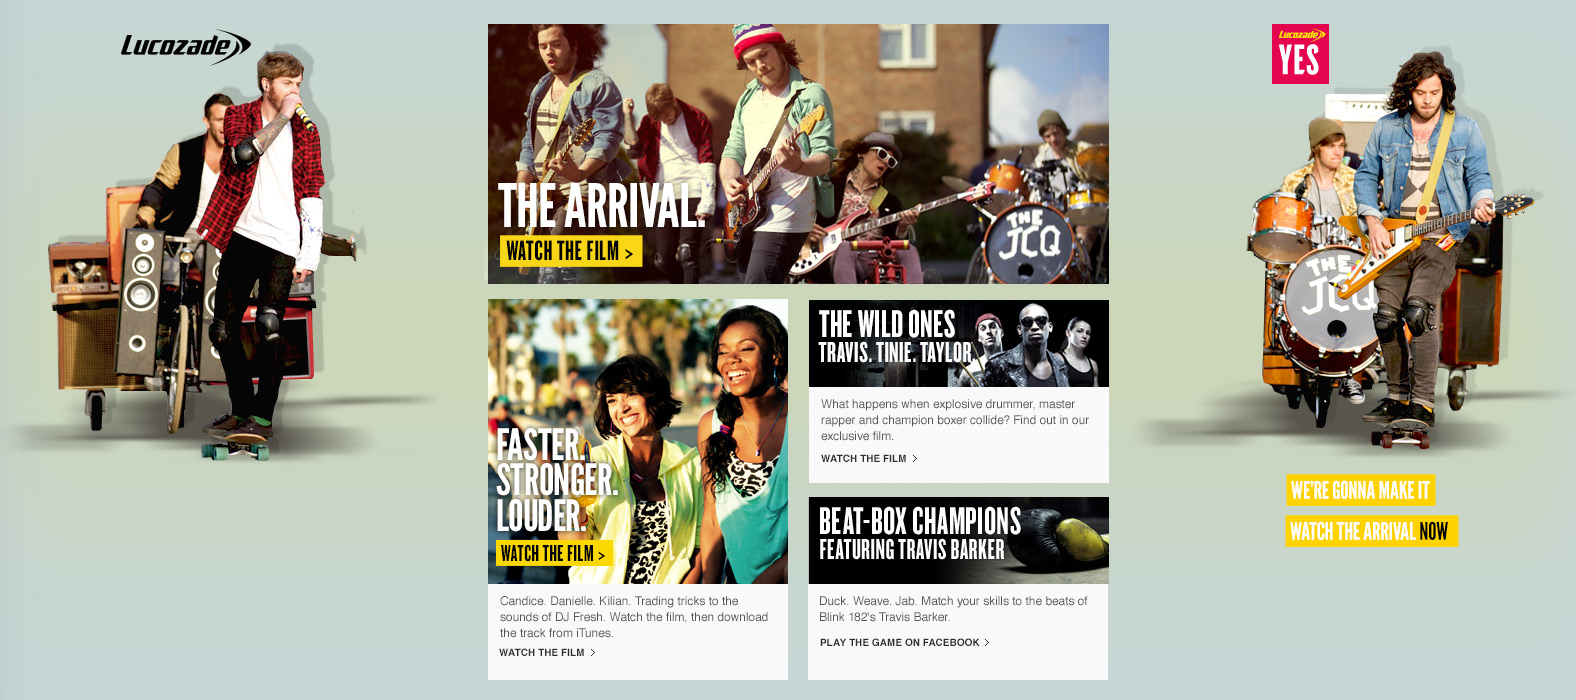 Lucozade
THE ARRIVAL.
WATCH THE FILM >
THE
JCQ
FASTER.
STRONGER.
LOUDER.
WATCH THE FILM >
Candice. Danielle. Kilian. Trading tricks to the
sounds of DJ Fresh. Watch the film, then download
the track from iTunes.
WATCH THE FILM >
THE WILD ONES
TRAVIS. TINIE. TAYLOR.
What happens when explosive drummer, master
rapper and champion boxer collide? Find out in our
exclusive film.
WATCH THE FILM >
BEAT-BOX CHAMPIONS
FEATURING TRAVIS BARKER
Duck. Weave. Jab. Match your skills to the beats of
Blink 182's Travis Barker.
PLAY THE GAME ON FACEBOOK >
Lucozade
YES
THE
JCQ
WE'RE GONNA MAKE IT
WATCH THE ARRIVAL NOW